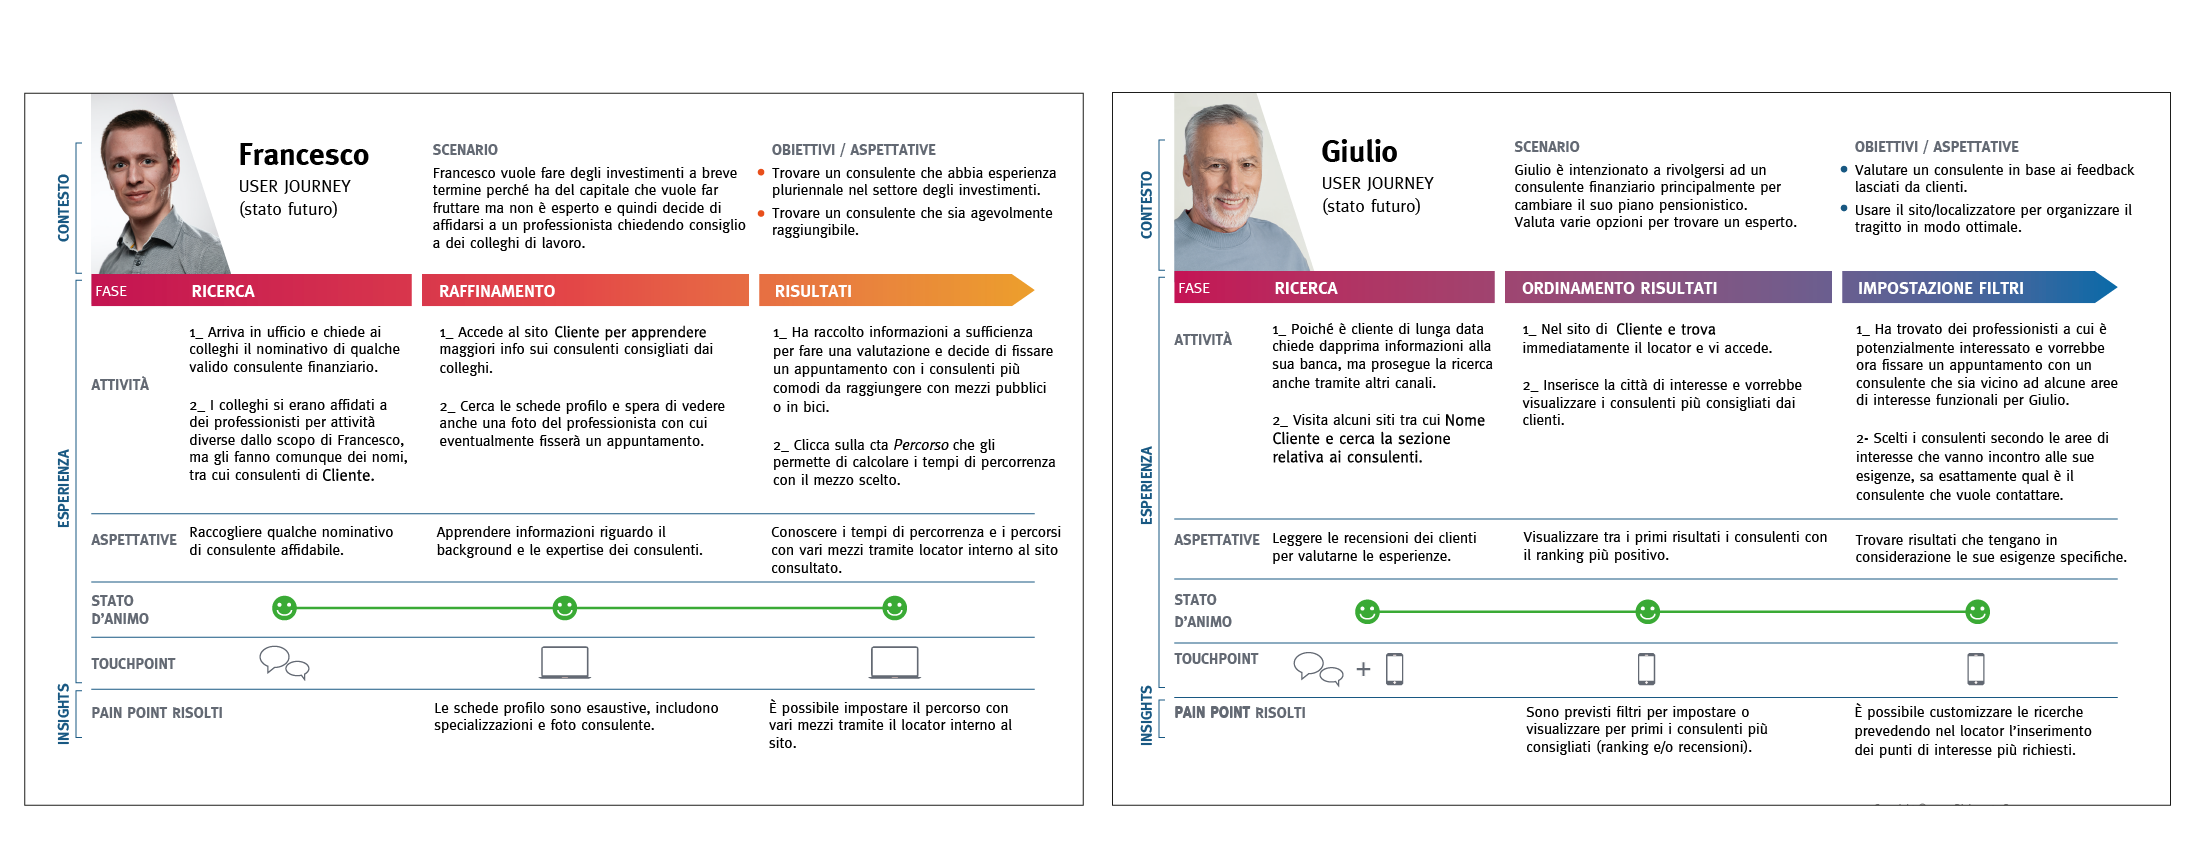 CONTESTO
Francesco
USER JOURNEY
(stato futuro)
SCENARIO
Francesco vuole fare degli investimenti a breve
termine perché ha del capitale che vuole far
fruttare ma non è esperto e quindi decide di
affidarsi a un professionista chiedendo consiglio
a dei colleghi di lavoro.
OBIETTIVI / ASPETTATIVE
• Trovare un consulente che abbia esperienza
pluriennale nel settore degli investimenti.
• Trovare un consulente che sia agevolmente
raggiungibile.
ESPERIENZA
FASE
RICERCA
RAFFINAMENTO
RISULTATI
ATTIVITÀ
1_ Arriva in ufficio e chiede ai
colleghi il nominativo di qualche
valido consulente finanziario.
2_ I colleghi si erano affidati a
dei professionisti per attività
diverse dallo scopo di Francesco,
ma gli fanno comunque dei nomi,
tra cui consulenti di Cliente.
1_ Accede al sito Cliente per apprendere
maggiori info sui consulenti consigliati dai
colleghi.
2_ Cerca le schede profilo e spera di vedere
anche una foto del professionista con cui
eventualmente fisserà un appuntamento.
1_ Ha raccolto informazioni a sufficienza
per fare una valutazione e decide di fissare
un appuntamento con i consulenti più
comodi da raggiungere con mezzi pubblici
o in bici.
2_ Clicca sulla cta Percorso che gli
permette di calcolare i tempi di percorrenza
con il mezzo scelto.
ASPETTATIVE
Raccogliere qualche nominativo
di consulente affidabile.
Apprendere informazioni riguardo il
background e le expertise dei consulenti.
Conoscere i tempi di percorrenza e i percorsi
con vari mezzi tramite locator interno al sito
consultato.
STATO
D'ANIMO
TOUCHPOINT
INSIGHTS
PAIN POINT RISOLTI
Le schede profilo sono esaustive, includono
specializzazioni e foto consulente.
È possibile impostare il percorso con
vari mezzi tramite il locator interno al
sito.
CONTESTO
Giulio
USER JOURNEY
(stato futuro)
SCENARIO
Giulio è intenzionato a rivolgersi ad un
consulente finanziario principalmente per
cambiare il suo piano pensionistico.
Valuta varie opzioni per trovare un esperto.
OBIETTIVI / ASPETTATIVE
• Valutare un consulente in base ai feedback
lasciati da clienti.
• Usare il sito/localizzatore per organizzare il
tragitto in modo ottimale.
ESPERIENZA
FASE
RICERCA
ORDINAMENTO RISULTATI
IMPOSTAZIONE FILTRI
ATTIVITÀ
1_ Poiché è cliente di lunga data
chiede dapprima informazioni alla
sua banca, ma prosegue la ricerca
anche tramite altri canali.
2_ Visita alcuni siti tra cui Nome
Cliente e cerca la sezione
relativa ai consulenti.
1_ Nel sito di Cliente e trova
immediatamente il locator e vi accede.
2_ Inserisce la città di interesse e vorrebbe
visualizzare i consulenti più consigliati dai
clienti.
1_ Ha trovato dei professionisti a cui è
potenzialmente interessato e vorrebbe
ora fissare un appuntamento con un
consulente che sia vicino ad alcune aree
di interesse funzionali per Giulio.
2- Scelti i consulenti secondo le aree di
interesse che vanno incontro alle sue
esigenze, sa esattamente qual è il
consulente che vuole contattare.
ASPETTATIVE
Leggere le recensioni dei clienti
per valutarne le esperienze.
Visualizzare tra i primi risultati i consulenti con
il ranking più positivo.
Trovare risultati che tengano in
considerazione le sue esigenze specifiche.
STATO
D'ANIMO
TOUCHPOINT
+
INSIGHTS
PAIN POINT RISOLTI
Sono previsti filtri per impostare o
visualizzare per primi i consulenti più
consigliati (ranking e/o recensioni).
È possibile customizzare le ricerche
prevedendo nel locator l'inserimento
dei punti di interesse più richiesti.